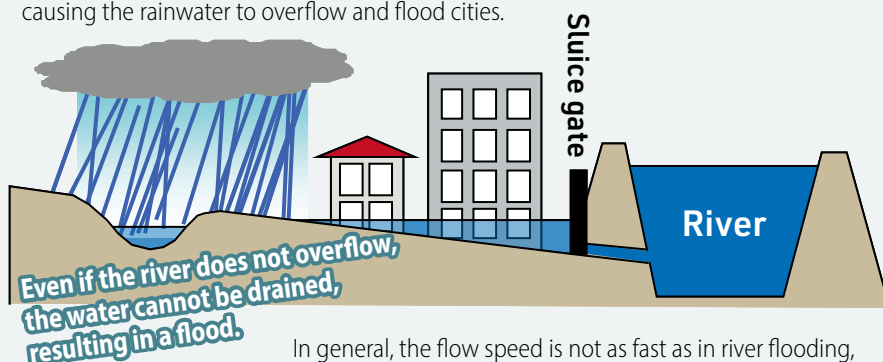 causing the rainwater to overflow and flood cities.
Sluice gate
River
Even if the river does not overflow,
the water cannot be drained,
resulting in a flood.
In general, the flow speed is not as fast as in river flooding,